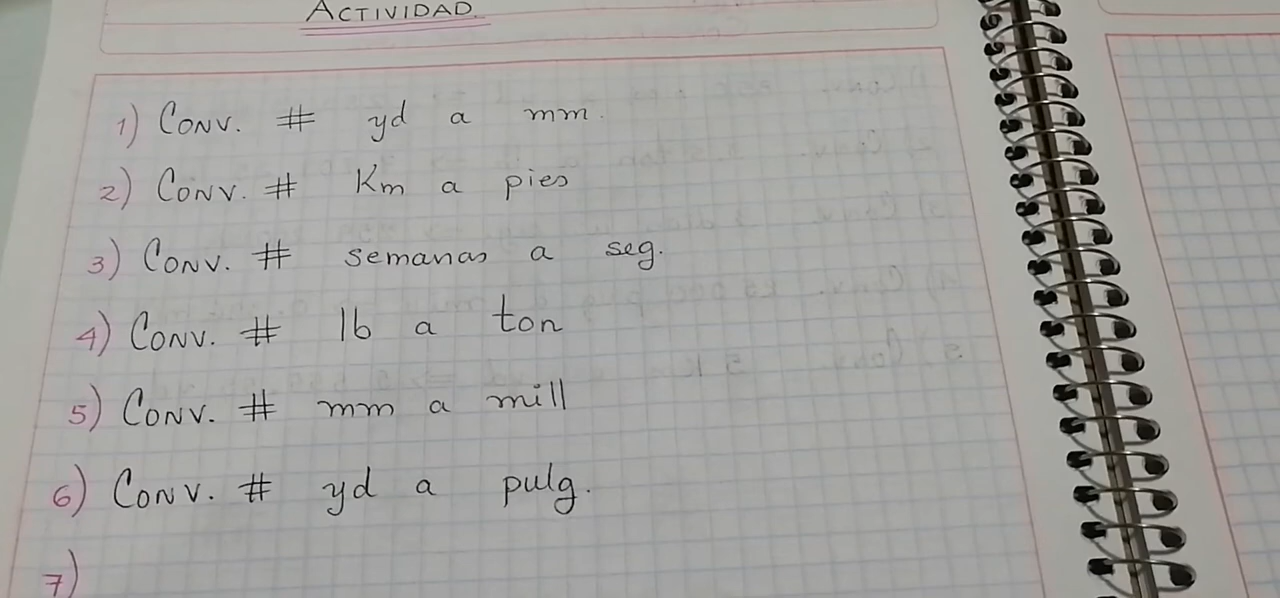 ACTIVIDAD
1) CONV. # yd a mm.
2) CONV. # Km a pies
3) CONV. # semanas a seg.
4) CONV. # lb a ton
5) CONV. # mm a mill
6) CONV. # yd a pulg.
7)